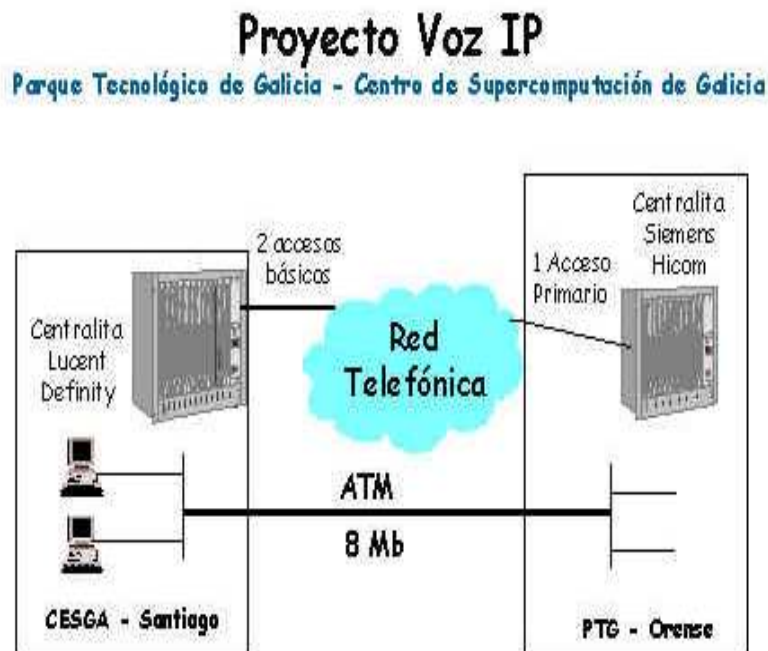 Proyecto Voz IP
Parque Tecnológico de Galicia - Centro de Supercomputación de Galicia
2 accesos
básicos
Centralita
Lucent
Definity
Red
Telefónica
1 Acceso
Primario
Centralita
Siemens
Hicom
ATM
8 Mb
CESGA - Santiago
PTG - Orense